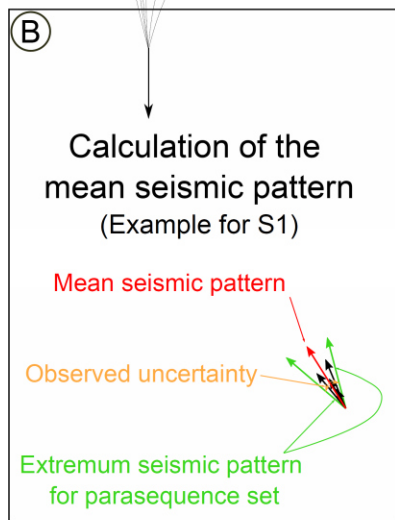 B
Calculation of the
mean seismic pattern
(Example for S1)
Mean seismic pattern
Observed uncertainty
Extremum seismic pattern
for parasequence set